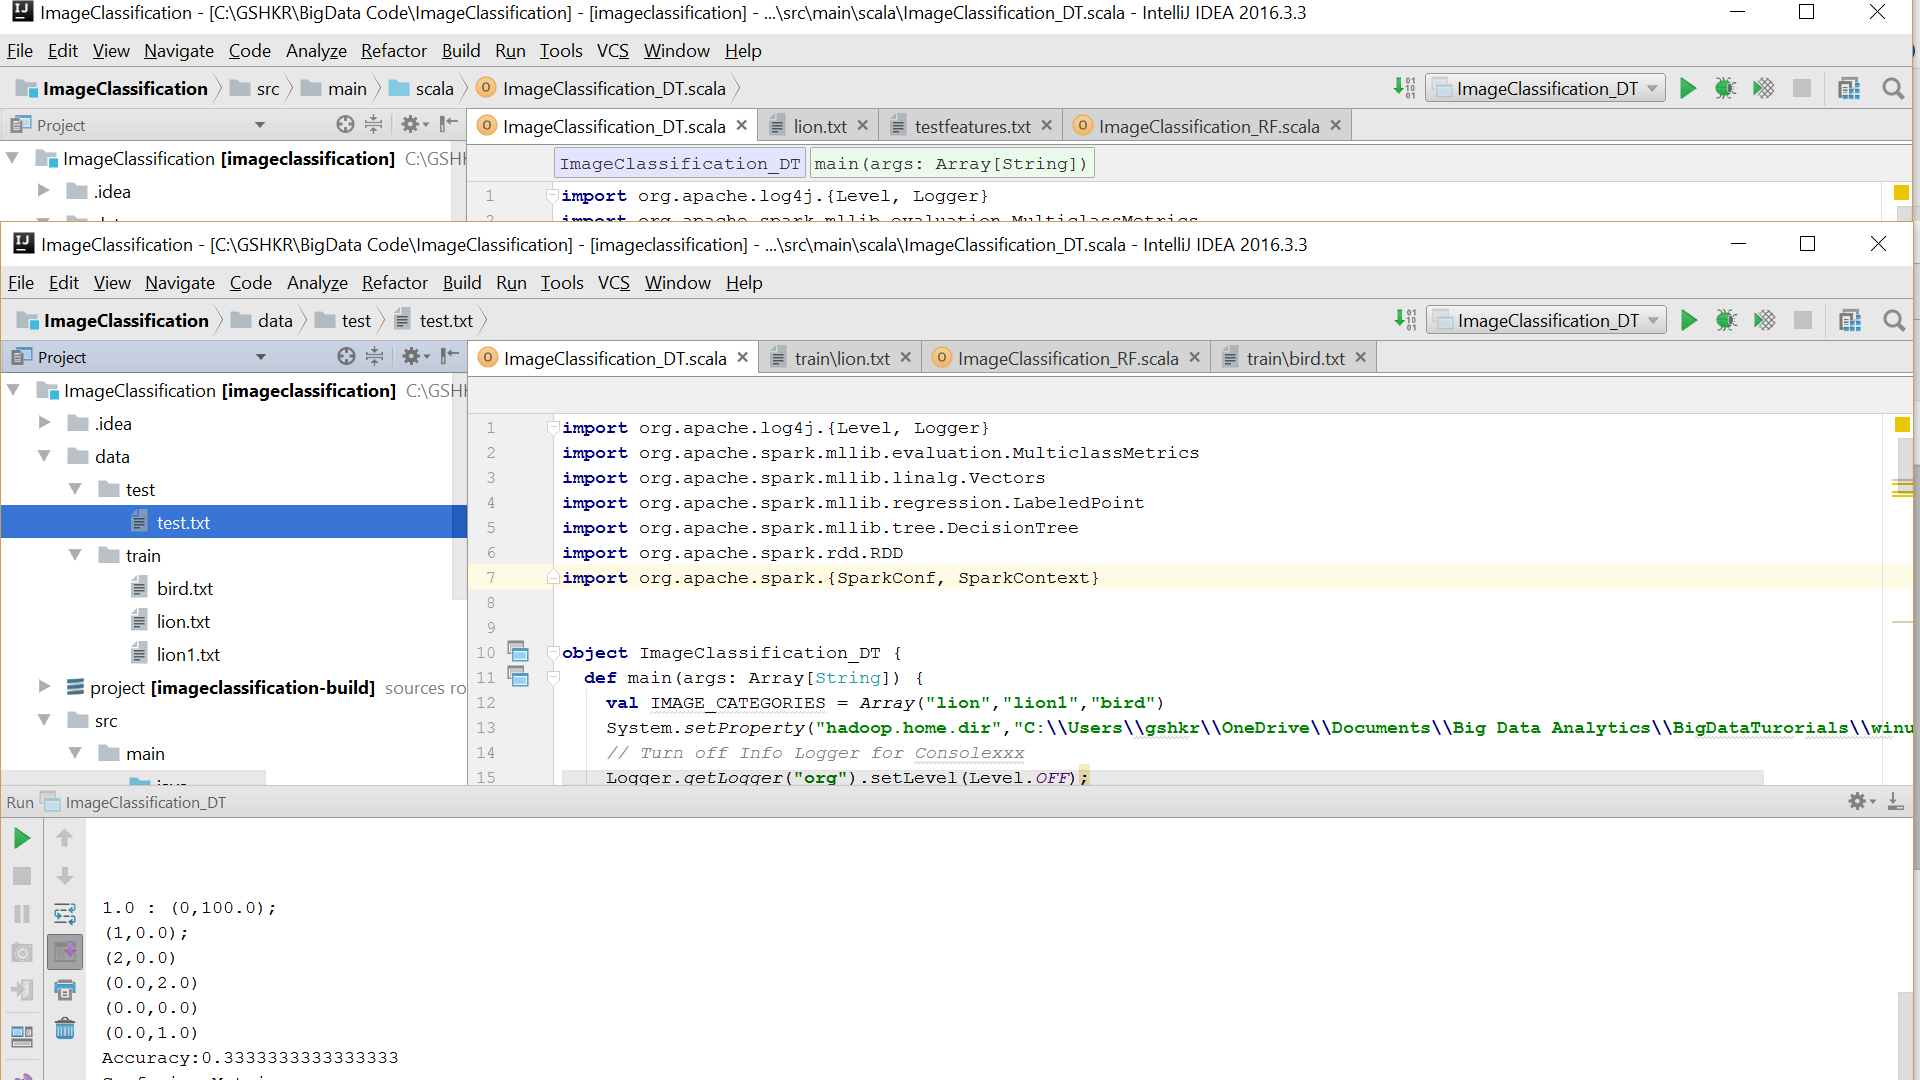 ImageClassification - [C:\GSHKR\BigData Code\ImageClassification] - [imageclassification] - ...\src\main\scala\ImageClassification_DT.scala - IntelliJ IDEA 2016.3.3
File Edit View Navigate Code Analyze Refactor Build Run Tools VCS Window Help
ImageClassification src main scala ImageClassification_DT.scala ImageClassification_DT
Project ImageClassification_DT.scala lion.txt testfeatures.txt ImageClassification_RF.scala
ImageClassification [imageclassification] C:\GSH ImageClassification_DT main(args: Array[String])
.idea 1 import org.apache.log4j.{Level, Logger}
2 import org.apache.spark.mllib.evaluation.MulticlassMetrics
ImageClassification - [C:\GSHKR\BigData Code\ImageClassification] - [imageclassification] - ...\src\main\scala\ImageClassification_DT.scala - IntelliJ IDEA 2016.3.3
File Edit View Navigate Code Analyze Refactor Build Run Tools VCS Window Help
ImageClassification data test test.txt ImageClassification_DT
Project ImageClassification_DT.scala train\lion.txt ImageClassification_RF.scala train\bird.txt
ImageClassification [imageclassification] C:\GSH
.idea
data
test
test.txt
train
bird.txt
lion.txt
lion1.txt
project [imageclassification-build] sources ro
src
main
java
1 import org.apache.log4j.{Level, Logger}
2 import org.apache.spark.mllib.evaluation.MulticlassMetrics
3 import org.apache.spark.mllib.linalg.Vectors
4 import org.apache.spark.mllib.regression.LabeledPoint
5 import org.apache.spark.mllib.tree.DecisionTree
6 import org.apache.spark.rdd.RDD
7 import org.apache.spark.{SparkConf, SparkContext}
8
9
10 object ImageClassification_DT {
11 def main(args: Array[String]) {
12 val IMAGE_CATEGORIES = Array("lion","lion1","bird")
13 System.setProperty("hadoop.home.dir","C:\\Users\\gshkr\\OneDrive\\Documents\\Big Data Analytics\\BigDataTurorials\\winu
14 // Turn off Info Logger for Consolexxx
15 Logger.getLogger("org").setLevel(Level.OFF);
Run ImageClassification_DT
1.0 : (0,100.0);
(1,0.0);
(2,0.0)
(0.0,2.0)
(0.0,0.0)
(0.0,1.0)
Accuracy:0.3333333333333333